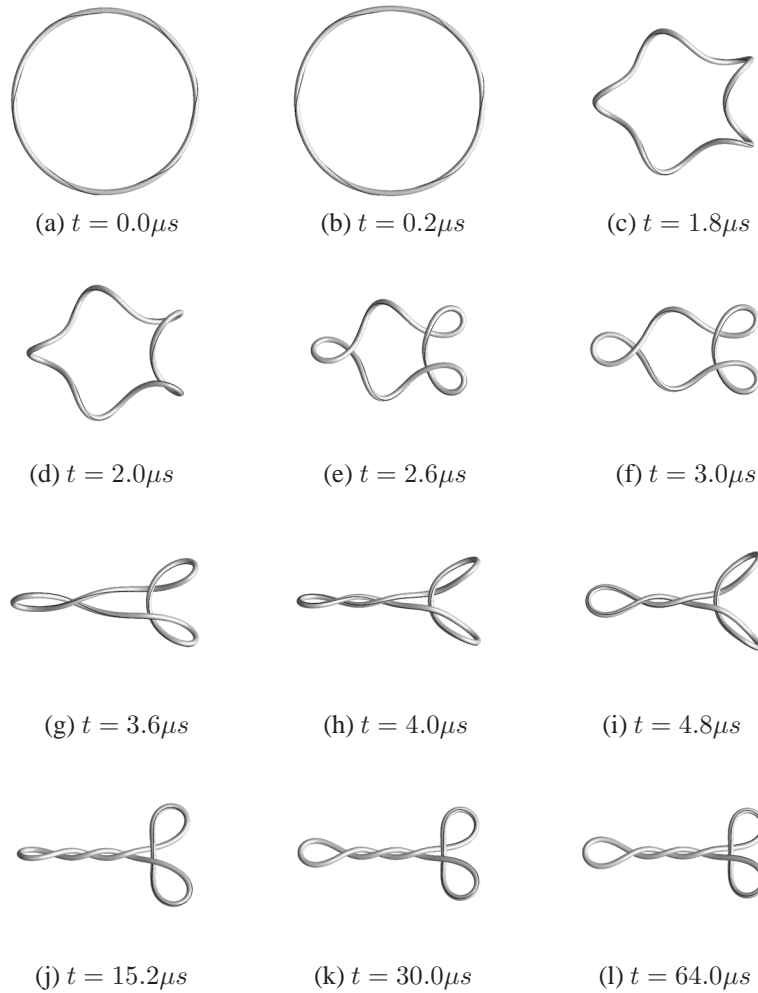 (a) t = 0.0μs
(b) t = 0.2μs
(c) t = 1.8μs
(d) t = 2.0μs
(e) t = 2.6μs
(f) t = 3.0μs
(g) t = 3.6μs
(h) t = 4.0μs
(i) t = 4.8μs
(j) t = 15.2μs
(k) t = 30.0μs
(l) t = 64.0μs